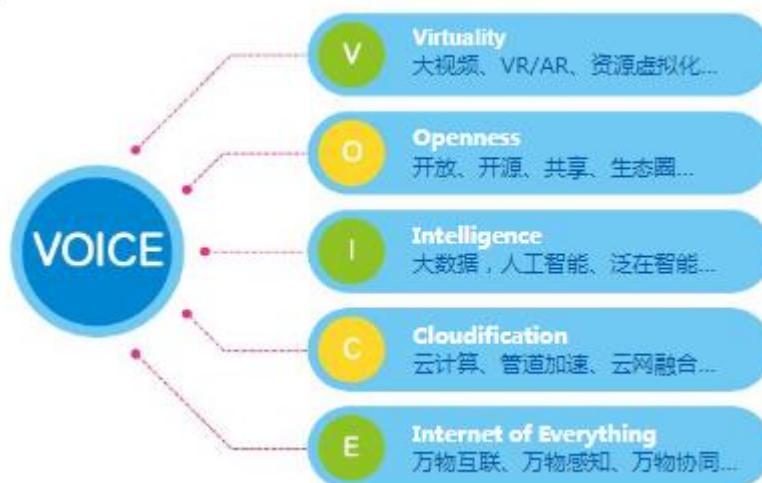 VOICE
V
Virtuality
大视频、VR/AR、资源虚拟化...
O
Openness
开放、开源、共享、生态圈...
I
Intelligence
大数据，人工智能、泛在智能...
C
Cloudification
云计算、管道加速、云网融合...
E
Internet of Everything
万物互联、万物感知、万物协同...